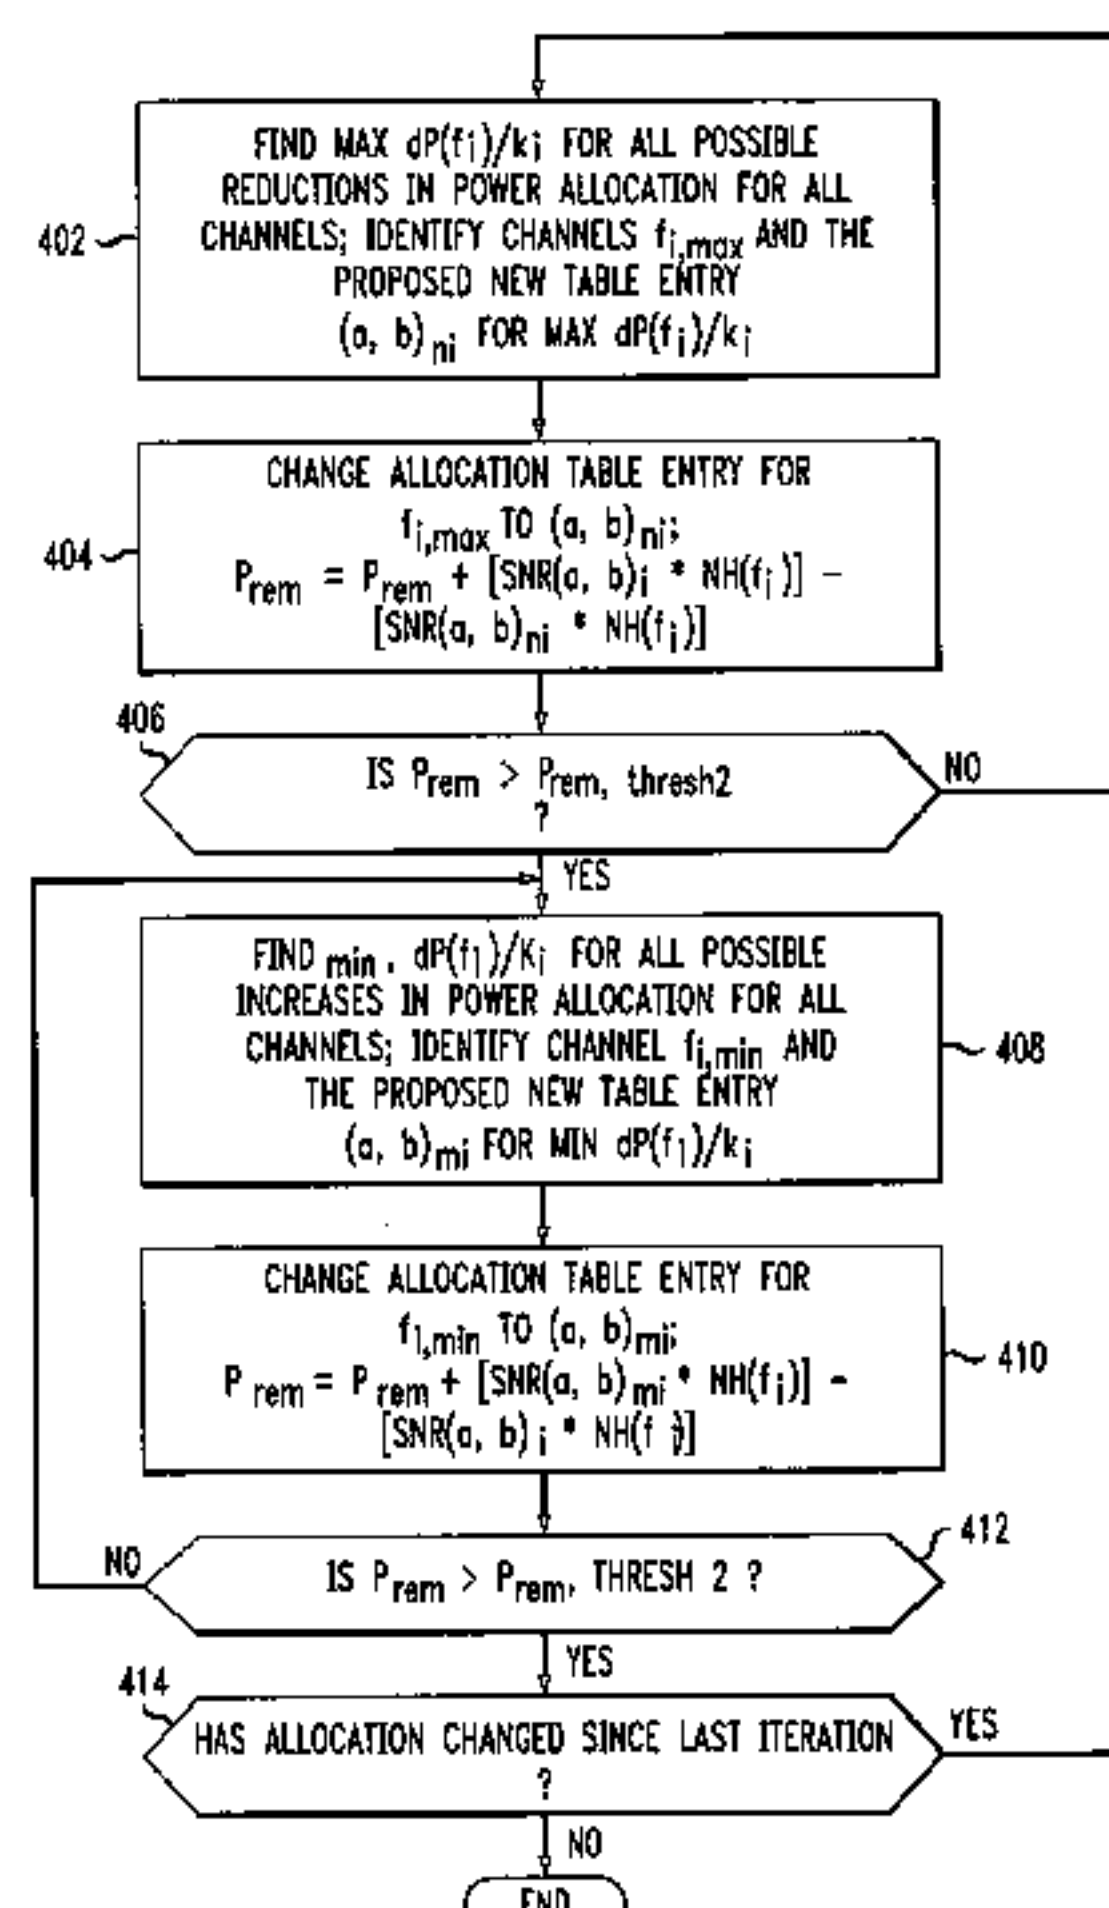 FIND MAX dP(fi)/ki FOR ALL POSSIBLE
REDUCTIONS IN POWER ALLOCATION FOR ALL
402
CHANNELS; IDENTIFY CHANNELS fi,max AND THE
PROPOSED NEW TABLE ENTRY
(a, b)ni FOR MAX dP(fi)/ki
CHANGE ALLOCATION TABLE ENTRY FOR
fi,max TO (a, b)ni;
404
Prem = Prem + [SNR(a, b)i * NH(fi)] –
[SNR(a, b)ni * NH(fi)]
406
IS Prem > Prem, thresh2
?
NO
YES
FIND min. dP(f1)/Ki FOR ALL POSSIBLE
INCREASES IN POWER ALLOCATION FOR ALL
CHANNELS; IDENTIFY CHANNEL fi,min AND
408
THE PROPOSED NEW TABLE ENTRY
(a, b)mi FOR MIN dP(f1)/ki
CHANGE ALLOCATION TABLE ENTRY FOR
f1,min TO (a, b)mi;
410
Prem = Prem + [SNR(a, b)mi * NH(fi)] –
[SNR(a, b)i * NH(fi)]
412
NO
IS Prem > Prem, THRESH 2 ?
YES
414
HAS ALLOCATION CHANGED SINCE LAST ITERATION
?
YES
NO
END